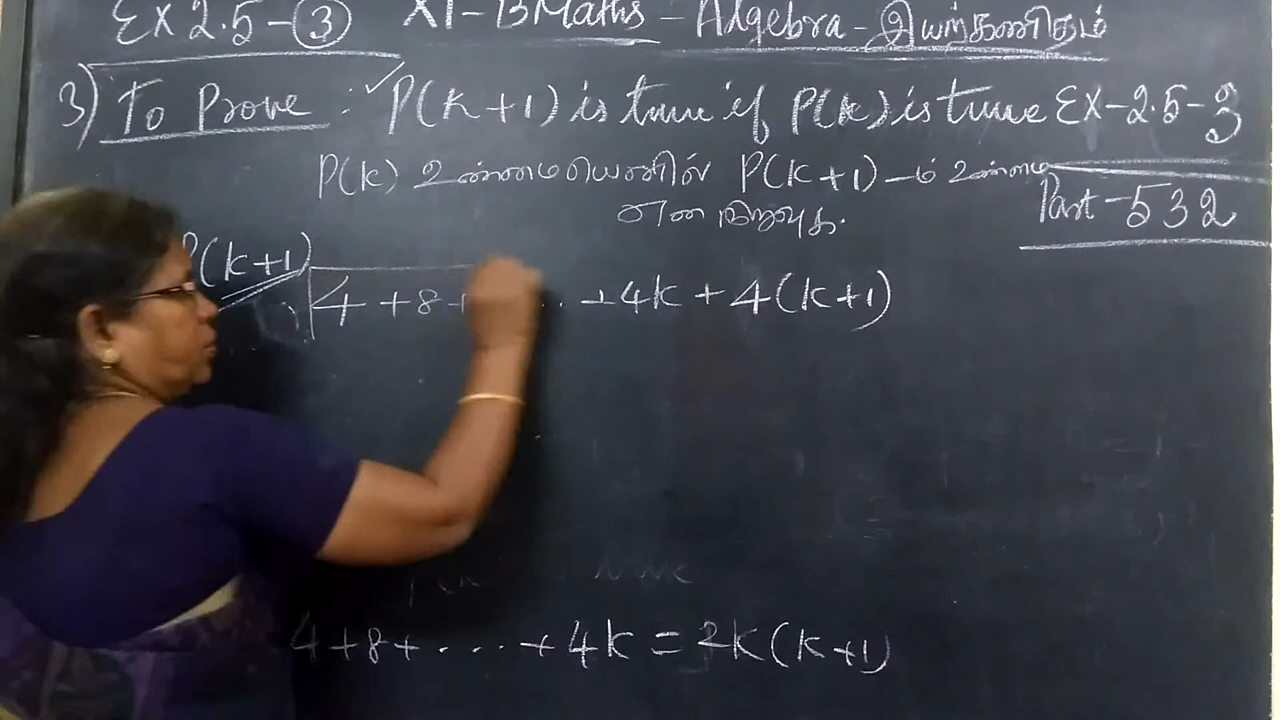 Ex 2.5-3 XI-BMaths - Algebra - இயற்கணிதம்
3) To Prove : ✓ P(k+1) is true if P(k) is true Ex-2.5-3
P(k) உண்மையெனில் P(k+1)-ம் உண்மை
என நிறுவுக.
Part-532
P(k+1)
4+8+ ... +4k+4(k+1)
4+8+....+4k=2k(k+1)